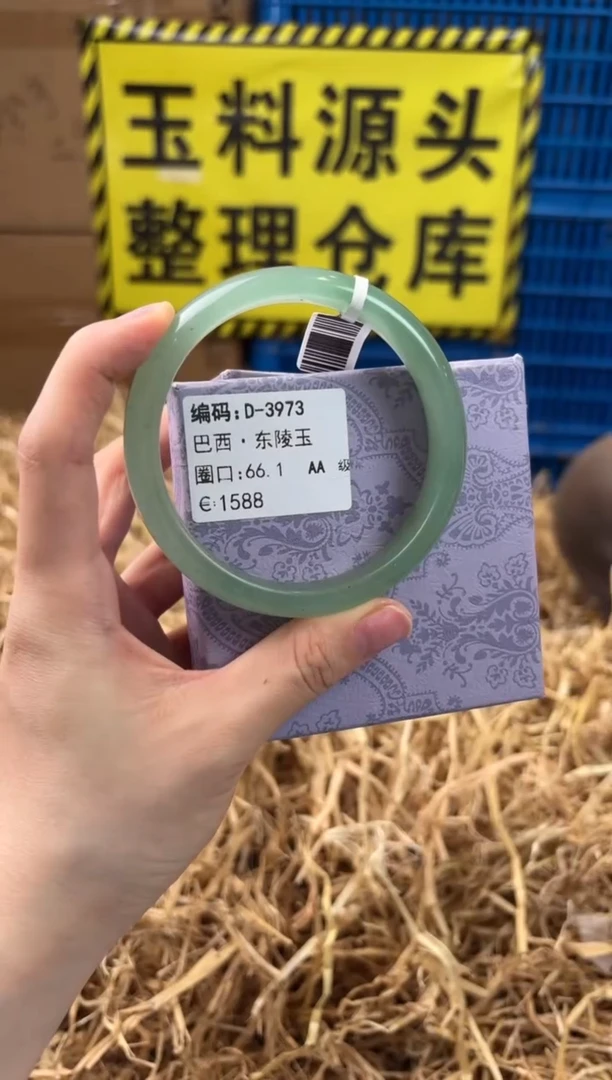 玉料源头
整理仓库
编码:D-3973
巴西·东陵玉
圈口:66.1 AA 级
€:1588